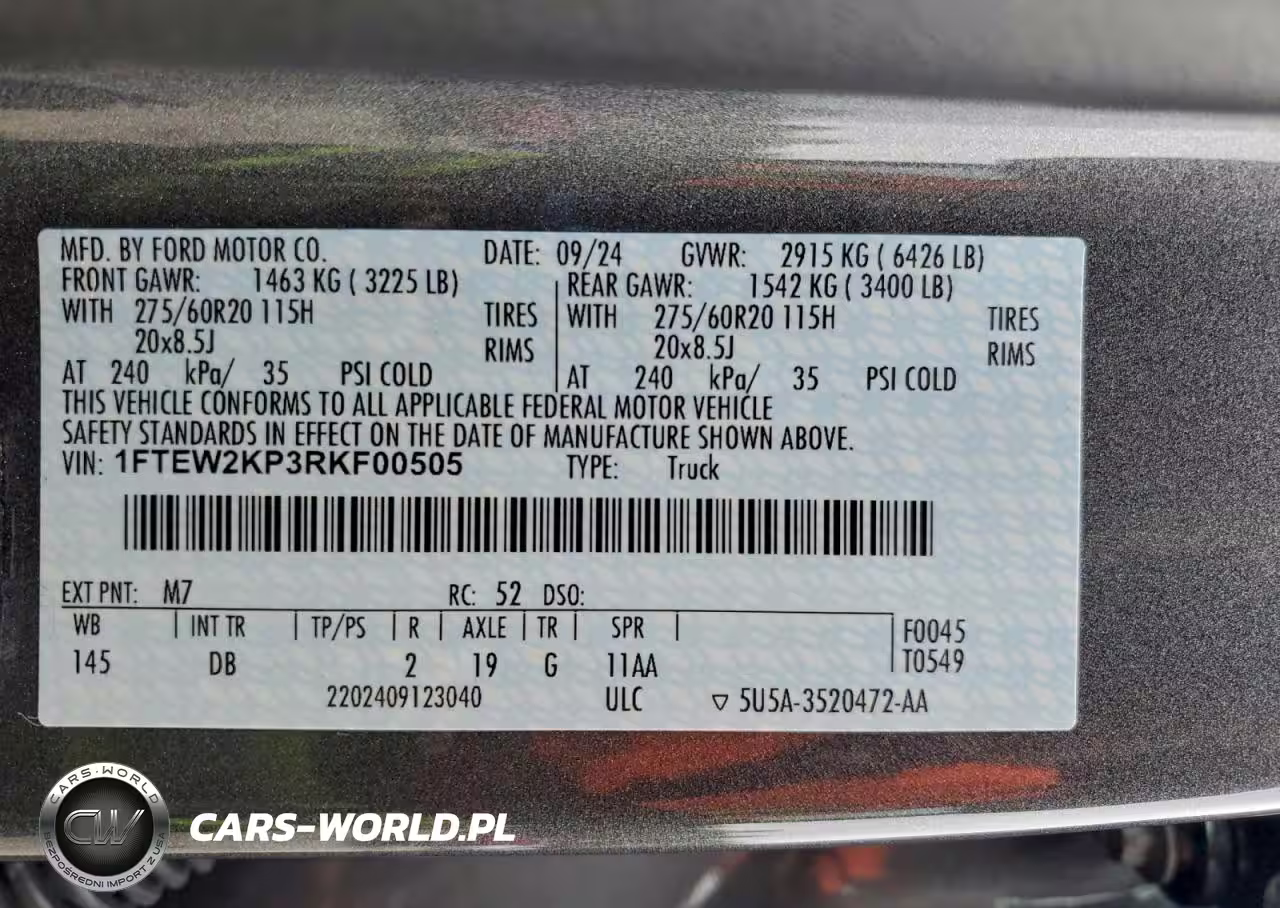 MFD. BY FORD MOTOR CO. DATE: 09/24 GVWR: 2915 KG ( 6426 LB)
FRONT GAWR: 1463 KG ( 3225 LB) REAR GAWR: 1542 KG ( 3400 LB)
WITH 275/60R20 115H TIRES WITH 275/60R20 115H TIRES
20x8.5J RIMS 20x8.5J RIMS
AT 240 kPa/ 35 PSI COLD AT 240 kPa/ 35 PSI COLD
THIS VEHICLE CONFORMS TO ALL APPLICABLE FEDERAL MOTOR VEHICLE
SAFETY STANDARDS IN EFFECT ON THE DATE OF MANUFACTURE SHOWN ABOVE.
VIN: 1FTEW2KP3RKF00505 TYPE: Truck
EXT PNT: M7 RC: 52 DSO:
WB INT TR TP/PS R AXLE TR SPR F0045
145 DB 2 19 G 11AA T0549
2202409123040 ULC ▽ 5U5A-3520472-AA
CARS-WORLD
CW
BEZPOŚREDNI IMPORT Z USA
CARS-WORLD.PL